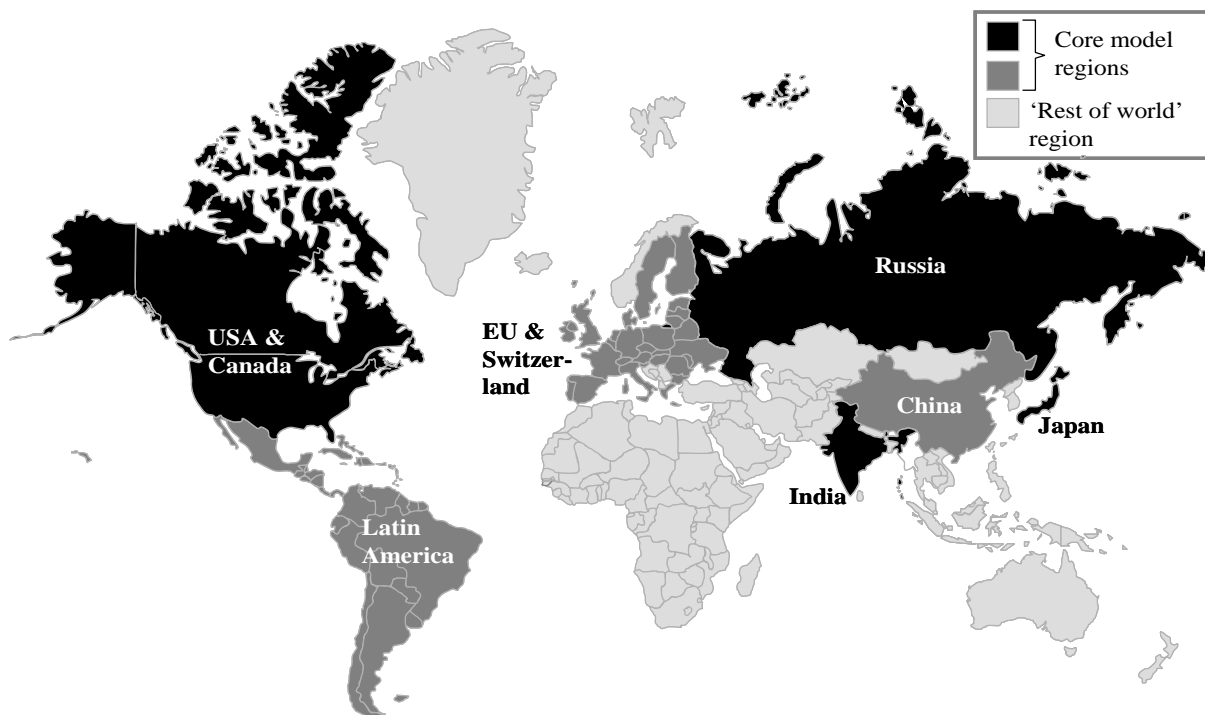 Core model
regions
‘Rest of world’
region
Russia
USA &
Canada
EU &
Switzer-
land
China
Japan
India
Latin
America